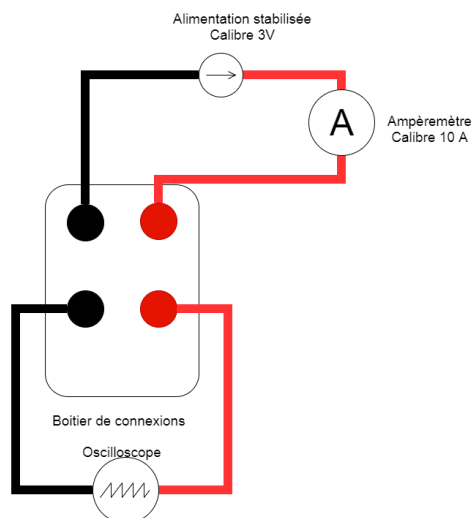 Alimentation stabilisée
Calibre 3V
A
Ampèremètre
Calibre 10 A
Boitier de connexions
Oscilloscope